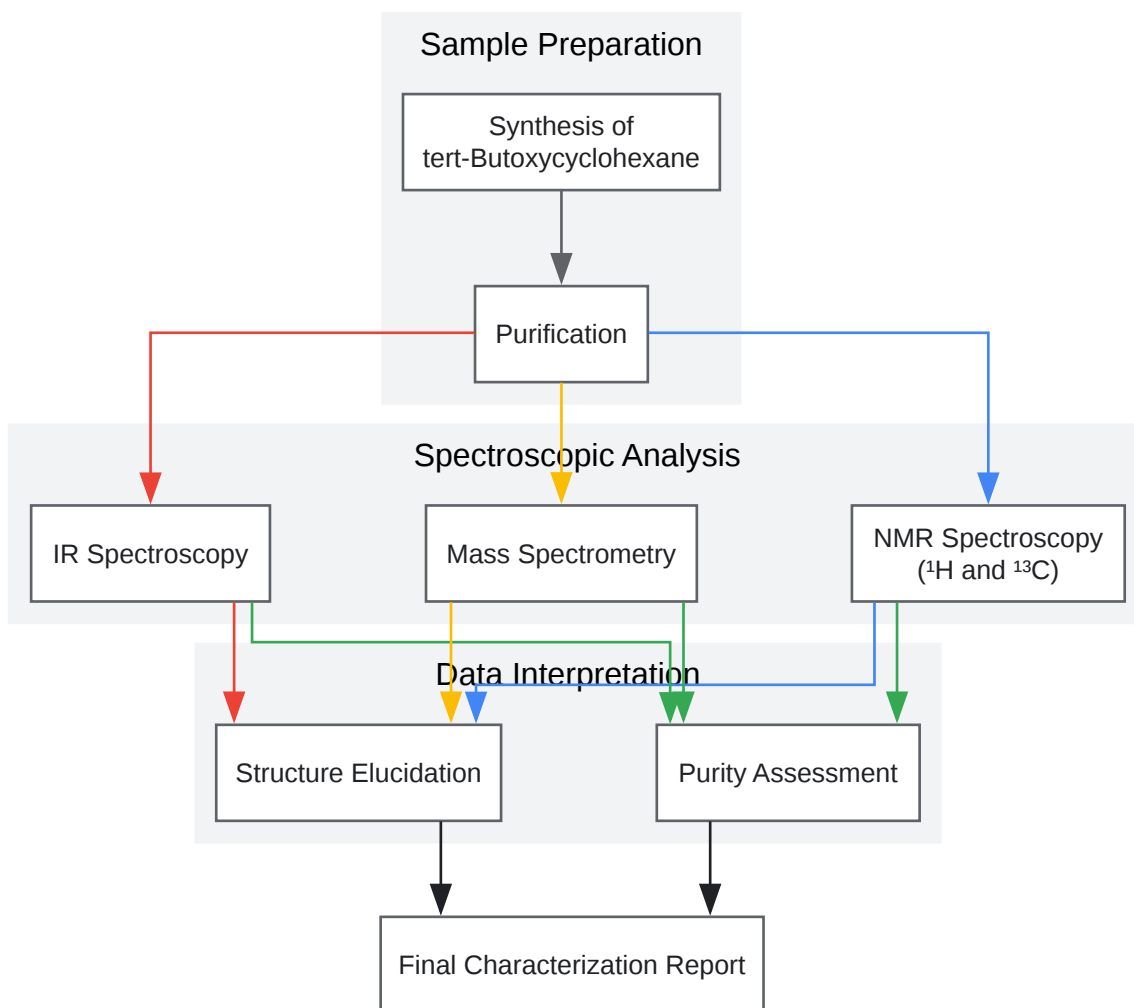 Sample Preparation
Synthesis of
tert-Butoxycyclohexane
Purification
Spectroscopic Analysis
IR Spectroscopy
Mass Spectrometry
NMR Spectroscopy
(¹H and ¹³C)
Data Interpretation
Structure Elucidation
Purity Assessment
Final Characterization Report